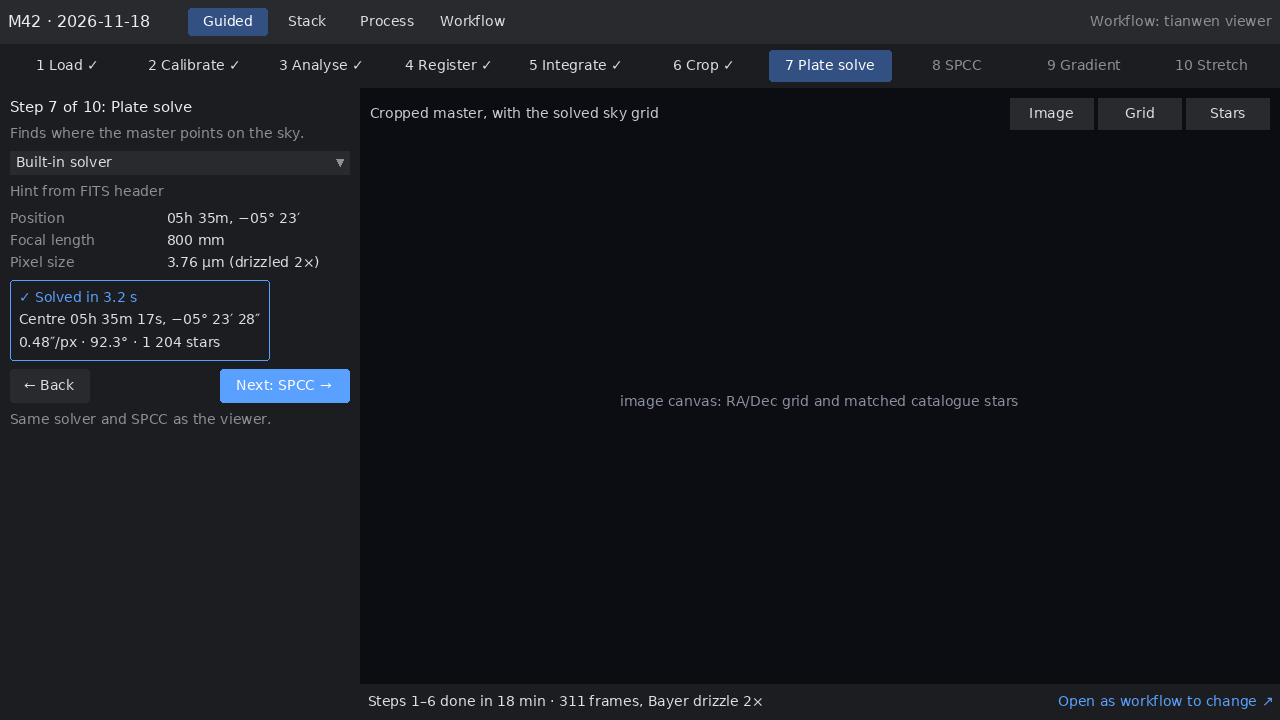 M42 · 2026-11-18 Guided Stack Process Workflow Workflow: tianwen viewer
1 Load ✓ 2 Calibrate ✓ 3 Analyse ✓ 4 Register ✓ 5 Integrate ✓ 6 Crop ✓ 7 Plate solve 8 SPCC 9 Gradient 10 Stretch
Step 7 of 10: Plate solve
Finds where the master points on the sky.
Built-in solver ▼
Hint from FITS header
Position 05h 35m, −05° 23′
Focal length 800 mm
Pixel size 3.76 µm (drizzled 2×)
✓ Solved in 3.2 s
Centre 05h 35m 17s, −05° 23′ 28″
0.48″/px · 92.3° · 1 204 stars
← Back Next: SPCC →
Same solver and SPCC as the viewer.
Cropped master, with the solved sky grid Image Grid Stars
image canvas: RA/Dec grid and matched catalogue stars
Steps 1–6 done in 18 min · 311 frames, Bayer drizzle 2× Open as workflow to change ↗